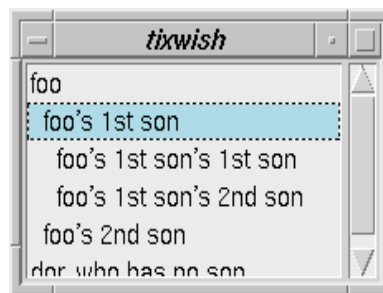 tixwish
foo
foo's 1st son
foo's 1st son's 1st son
foo's 1st son's 2nd son
foo's 2nd son
dor, who has no son